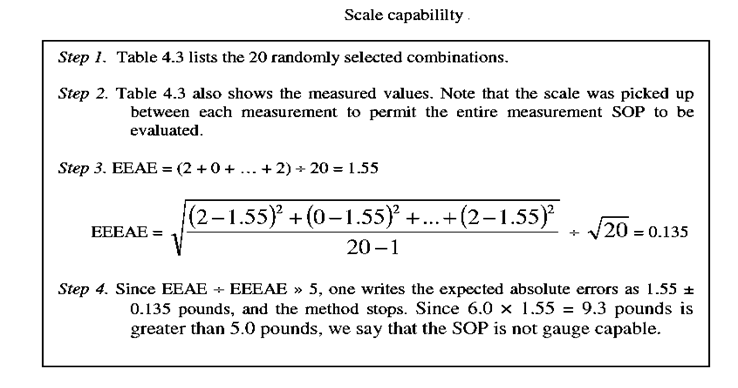 Scale capabililty .
Step 1. Table 4.3 lists the 20 randomly selected combinations.
Step 2. Table 4.3 also shows the measured values. Note that the scale was picked up
between each measurement to permit the entire measurement SOP to be
evaluated.
Step 3. EEAE = (2 + 0 + ... + 2) ÷ 20 = 1.55
EEEAE = √((2−1.55)² + (0−1.55)² + ... + (2−1.55)² / 20−1) ÷ √20 = 0.135
Step 4. Since EEAE ÷ EEEAE » 5, one writes the expected absolute errors as 1.55 ±
0.135 pounds, and the method stops. Since 6.0 × 1.55 = 9.3 pounds is
greater than 5.0 pounds, we say that the SOP is not gauge capable.